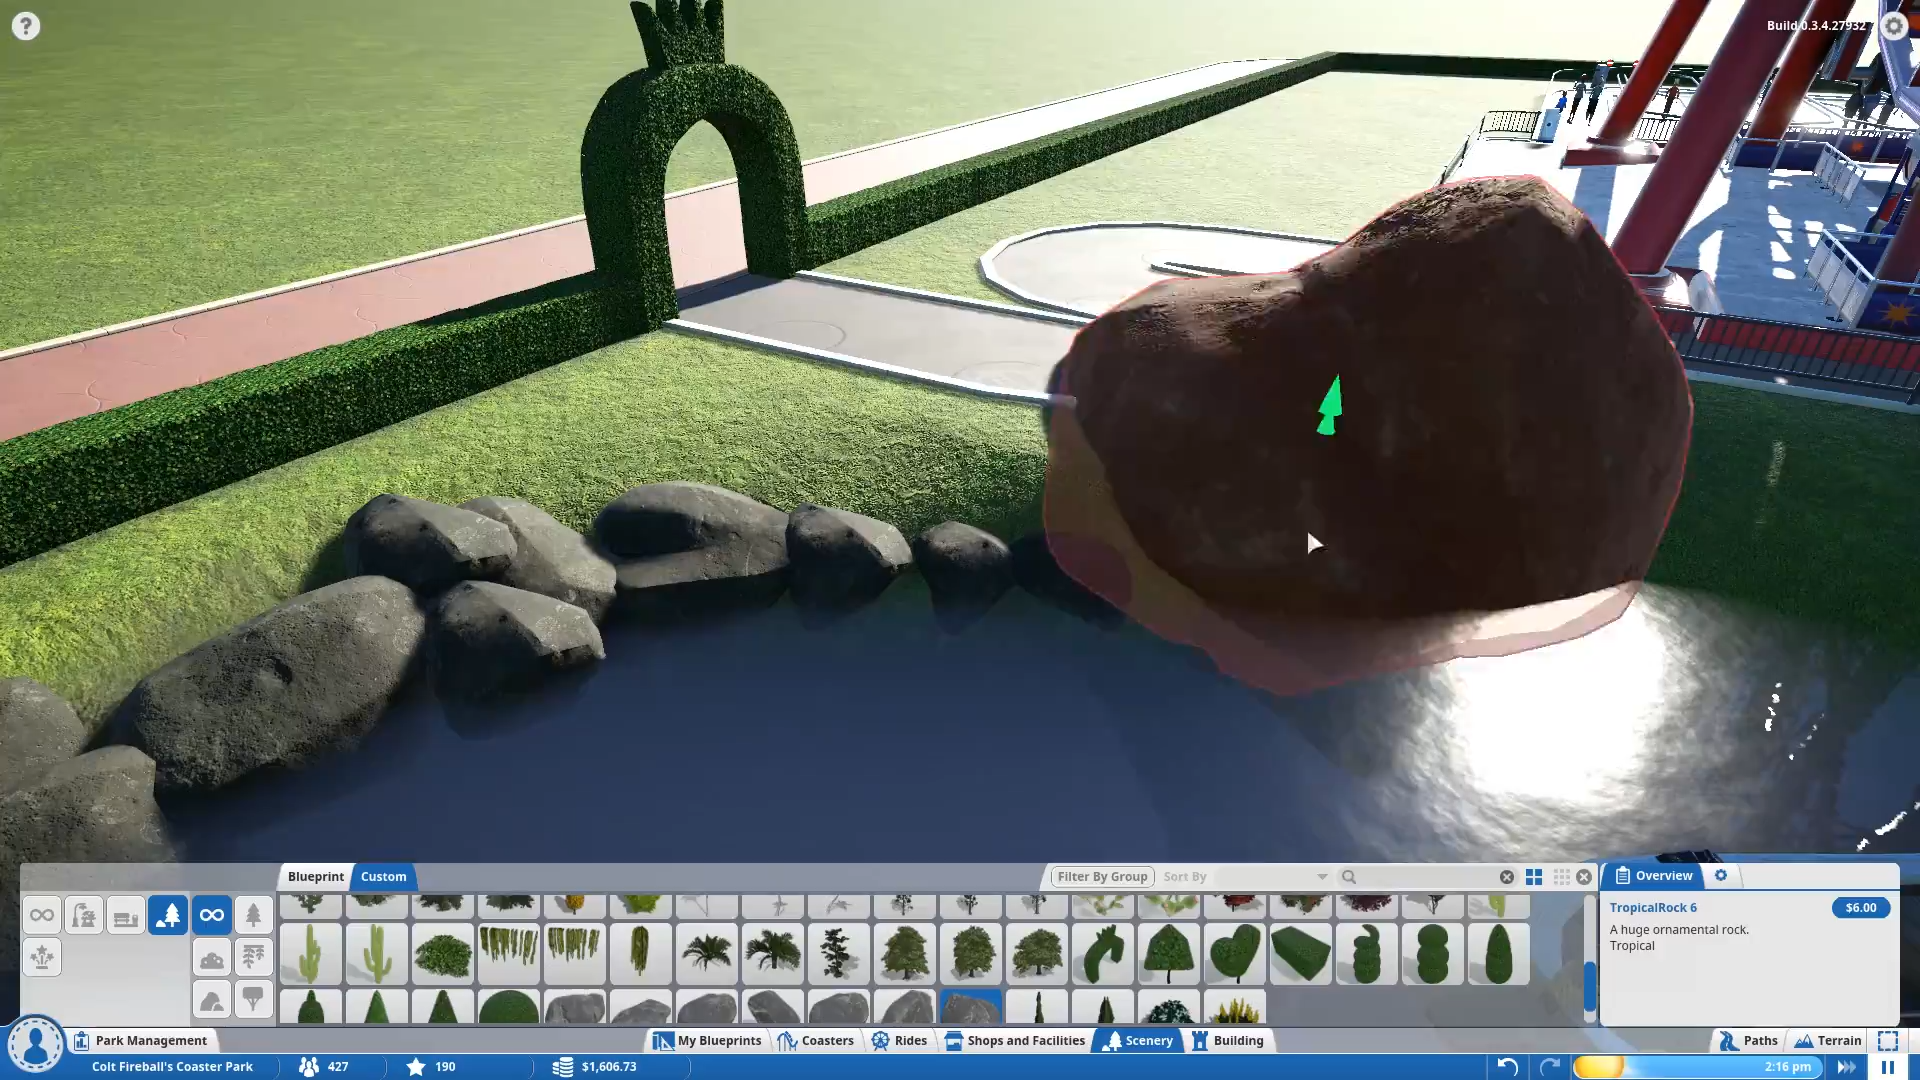 ?
Build 0.3.4.27932
Blueprint
Custom
Filter By Group
Sort By
Overview
TropicalRock 6
$6.00
A huge ornamental rock.
Tropical
Park Management
My Blueprints
Coasters
Rides
Shops and Facilities
Scenery
Building
Paths
Terrain
Colt Fireball's Coaster Park
427
190
$1,606.73
2:16 pm